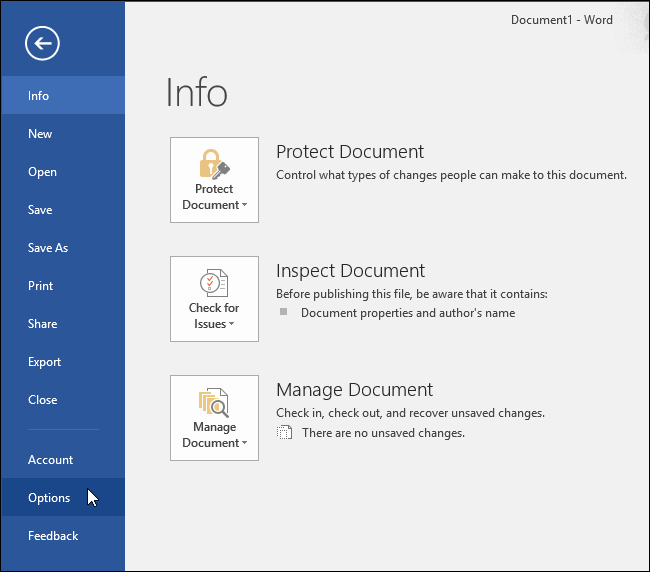 Document1 - Word
Info
New
Open
Save
Save As
Print
Share
Export
Close
Account
Options
Feedback
Info
Protect
Document
Protect Document
Control what types of changes people can make to this document.
Check for
Issues
Inspect Document
Before publishing this file, be aware that it contains:
Document properties and author's name
Manage
Document
Manage Document
Check in, check out, and recover unsaved changes.
There are no unsaved changes.